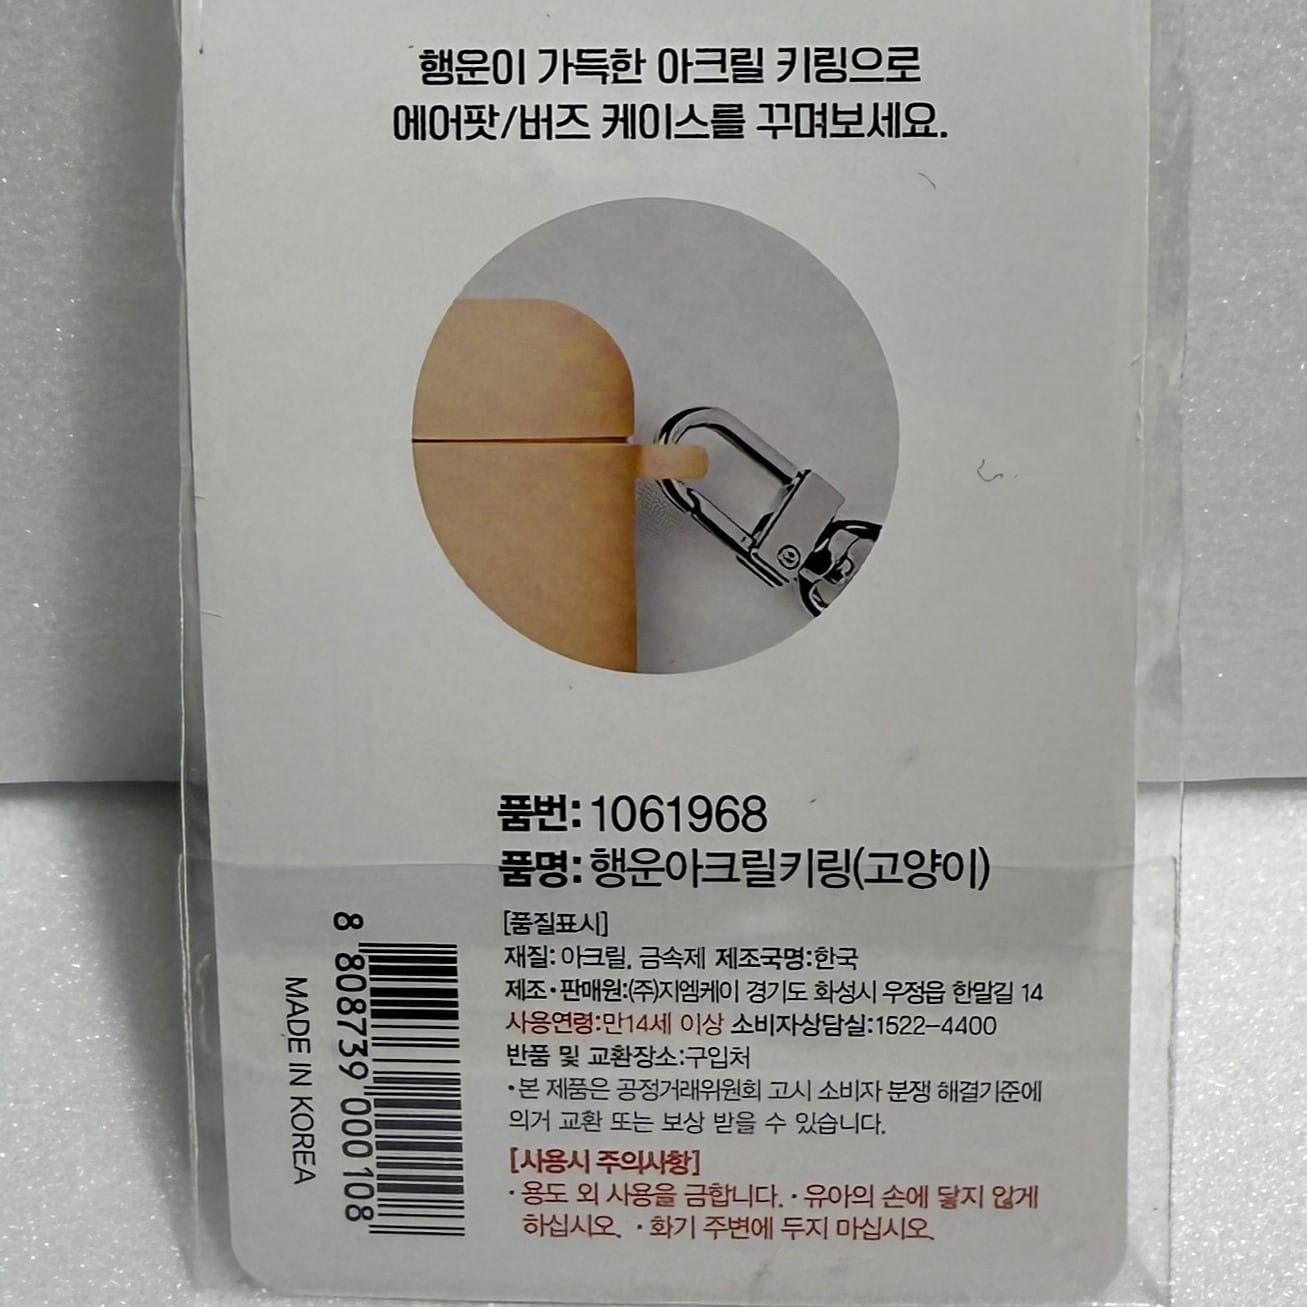 행운이 가득한 아크릴 키링으로
에어팟/버즈 케이스를 꾸며보세요.
품번: 1061968
품명: 행운아크릴키링(고양이)
[품질표시]
재질: 아크릴, 금속제 제조국명:한국
제조·판매원:(주)지엠케이 경기도 화성시 우정읍 한말길 14
사용연령:만14세 이상 소비자상담실:1522-4400
반품 및 교환장소:구입처
·본 제품은 공정거래위원회 고시 소비자 분쟁 해결기준에
의거 교환 또는 보상 받을 수 있습니다.
[사용시 주의사항]
·용도 외 사용을 금합니다. ·유아의 손에 닿지 않게
하십시오. ·화기 주변에 두지 마십시오.
8 808739 000108
MADE IN KOREA